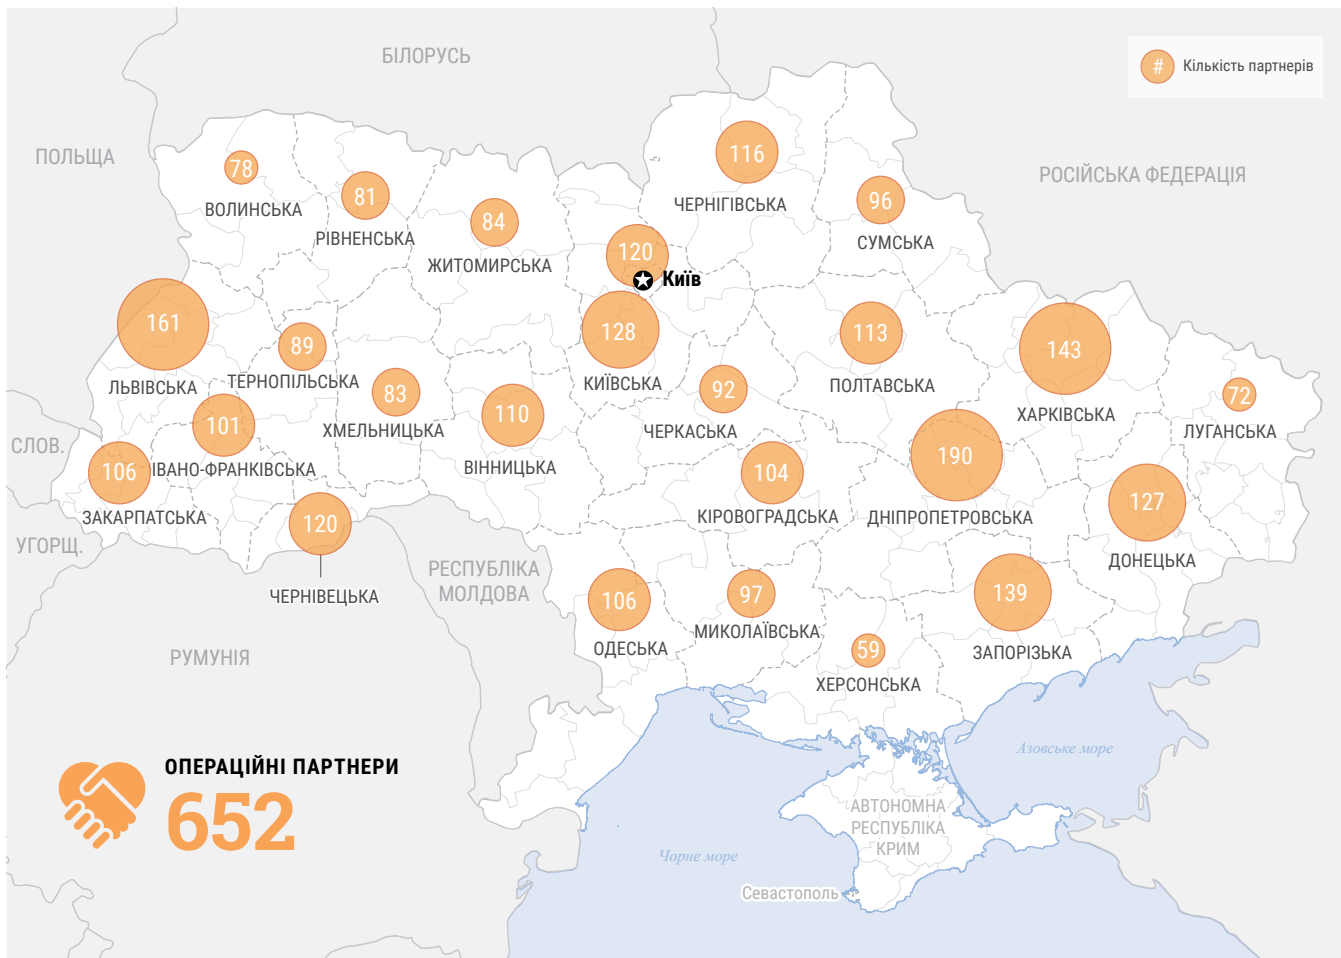 БІЛОРУСЬ
#
Кількість партнерів
ПОЛЬЩА
РОСІЙСЬКА ФЕДЕРАЦІЯ
78
ВОЛИНСЬКА
81
РІВНЕНСЬКА
84
ЖИТОМИРСЬКА
116
ЧЕРНІГІВСЬКА
96
СУМСЬКА
120
Київ
161
ЛЬВІВСЬКА
89
ТЕРНОПІЛЬСЬКА
83
ХМЕЛЬНИЦЬКА
110
ВІННИЦЬКА
128
КИЇВСЬКА
92
ЧЕРКАСЬКА
113
ПОЛТАВСЬКА
143
ХАРКІВСЬКА
72
ЛУГАНСЬКА
СЛОВ.
101
ІВАНО-ФРАНКІВСЬКА
106
ЗАКАРПАТСЬКА
104
КІРОВОГРАДСЬКА
190
ДНІПРОПЕТРОВСЬКА
127
ДОНЕЦЬКА
УГОРЩ.
120
ЧЕРНІВЕЦЬКА
РЕСПУБЛІКА
МОЛДОВА
106
ОДЕСЬКА
97
МИКОЛАЇВСЬКА
59
ХЕРСОНСЬКА
139
ЗАПОРІЗЬКА
РУМУНІЯ
Азовське море
ОПЕРАЦІЙНІ ПАРТНЕРИ
652
АВТОНОМНА
РЕСПУБЛІКА
КРИМ
Чорне море
Севастополь